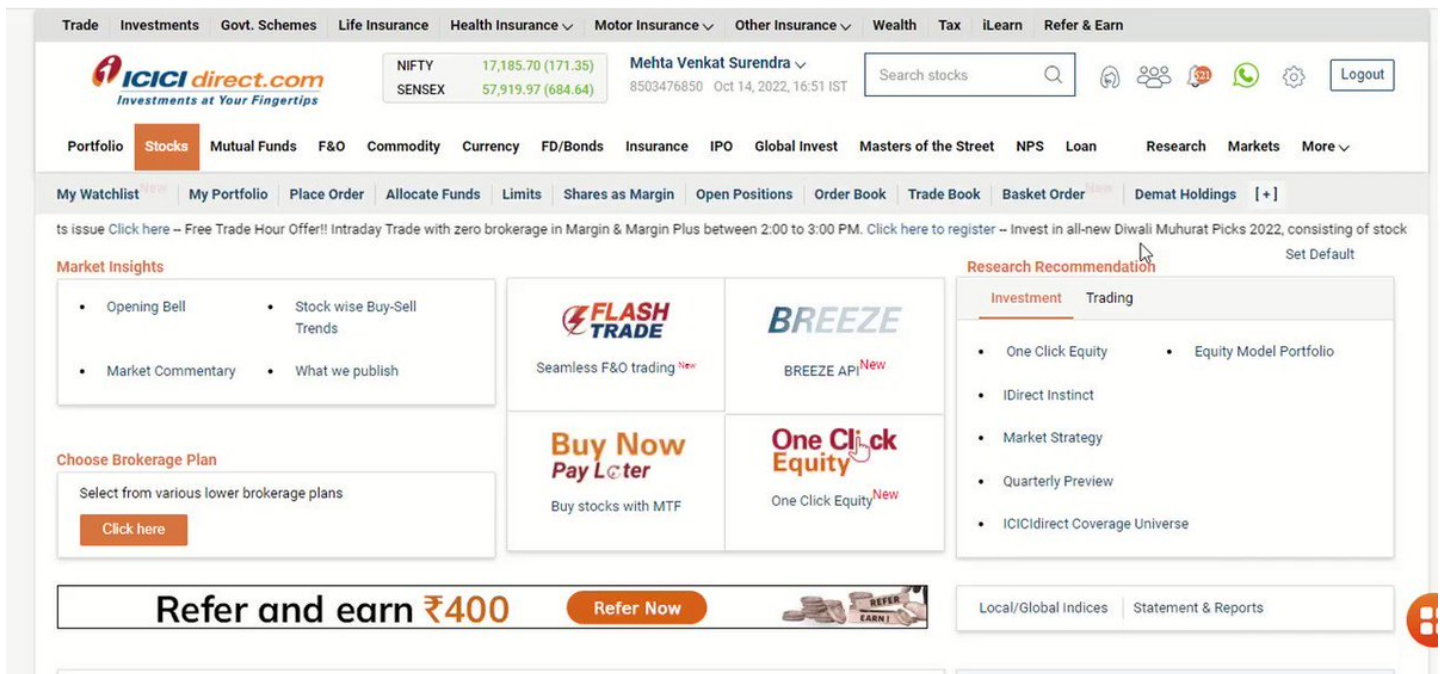 Trade Investments Govt. Schemes Life Insurance Health Insurance Motor Insurance Other Insurance Wealth Tax iLearn Refer & Earn
ICICI direct.com
Investments at Your Fingertips
NIFTY 17,185.70 (171.35)
SENSEX 57,919.97 (684.64)
Mehta Venkat Surendra
8503476850 Oct 14, 2022, 16:51 IST
Search stocks
521
Logout
Portfolio Stocks Mutual Funds F&O Commodity Currency FD/Bonds Insurance IPO Global Invest Masters of the Street NPS Loan Research Markets More
My Watchlist New My Portfolio Place Order Allocate Funds Limits Shares as Margin Open Positions Order Book Trade Book Basket Order New Demat Holdings [+]
ts issue Click here -- Free Trade Hour Offer!! Intraday Trade with zero brokerage in Margin & Margin Plus between 2:00 to 3:00 PM. Click here to register -- Invest in all-new Diwali Muhurat Picks 2022, consisting of stock
Set Default
Market Insights
• Opening Bell
• Stock wise Buy-Sell
Trends
• Market Commentary
• What we publish
Choose Brokerage Plan
Select from various lower brokerage plans
Click here
FLASH
TRADE
Seamless F&O trading New
BREEZE
BREEZE API New
Buy Now
Pay Later
Buy stocks with MTF
One Click
Equity
One Click Equity New
Research Recommendation
Investment Trading
• One Click Equity
• Equity Model Portfolio
• IDirect Instinct
• Market Strategy
• Quarterly Preview
• ICICIdirect Coverage Universe
Refer and earn ₹400
Refer Now
REFER
EARN !
Local/Global Indices Statement & Reports